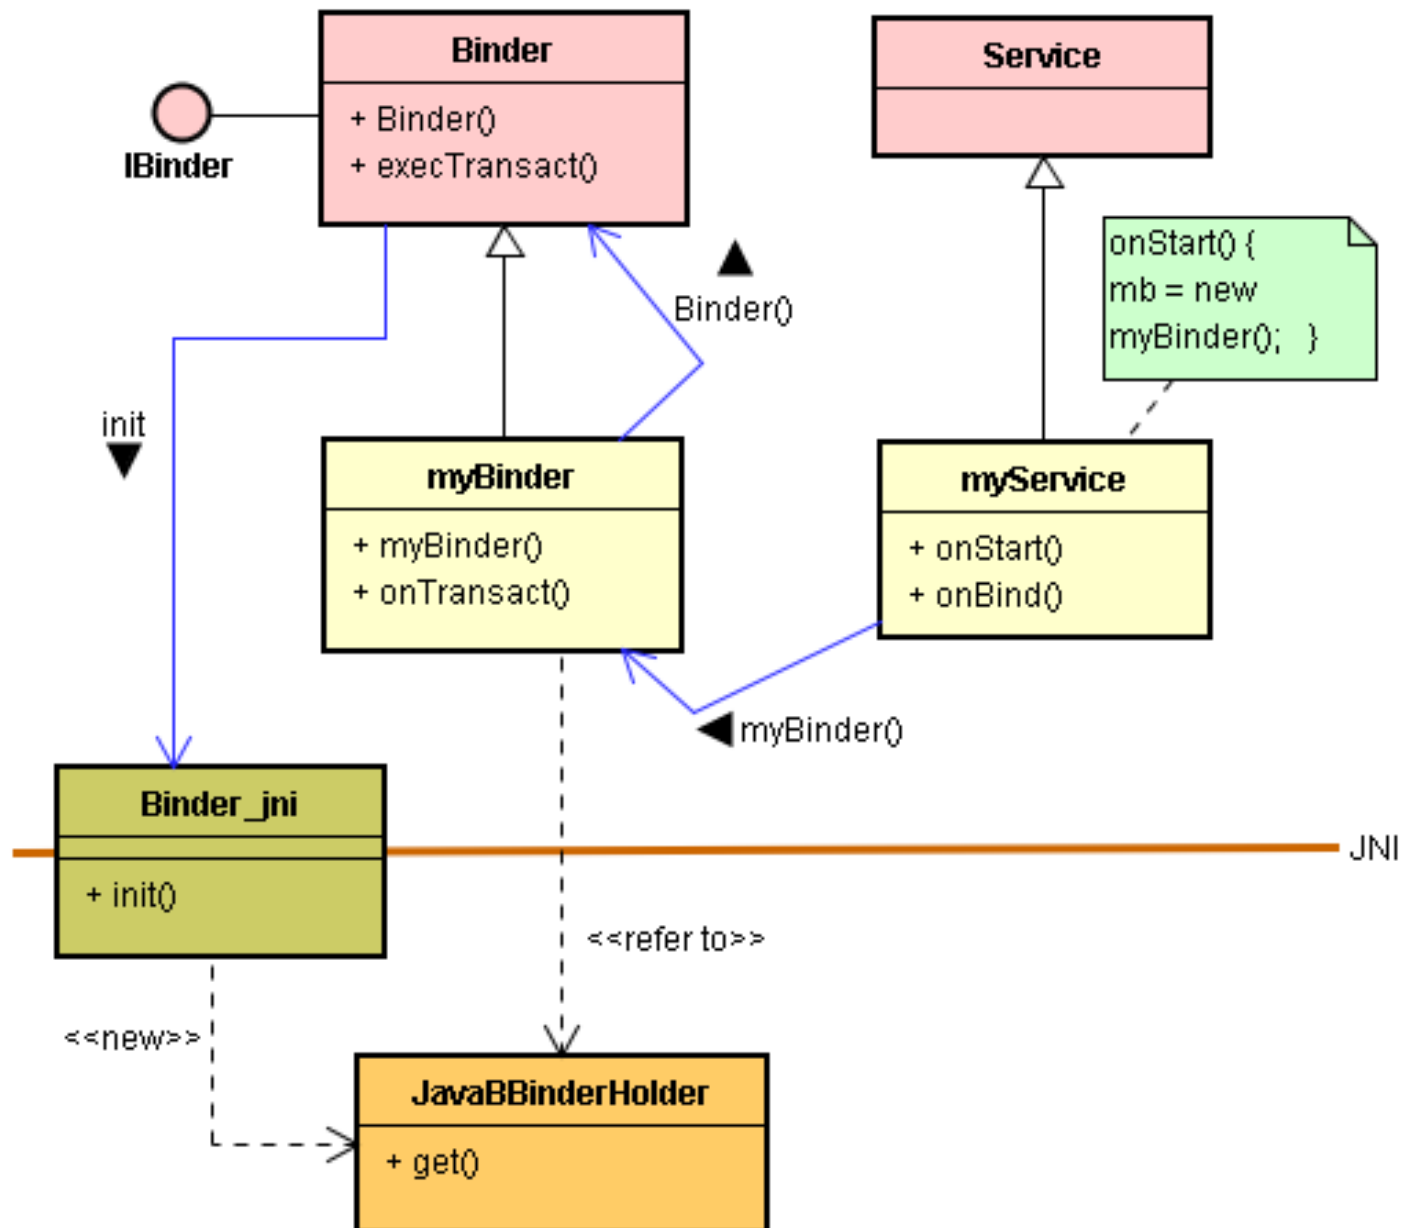 Binder
+ Binder()
+ execTransact()
IBinder
Service
onStart() {
mb = new
myBinder();   }
Binder()
init
myBinder
+ myBinder()
+ onTransact()
myService
+ onStart()
+ onBind()
myBinder()
Binder_jni
+ init()
JNI
<<refer to>>
<<new>>
JavaBBinderHolder
+ get()